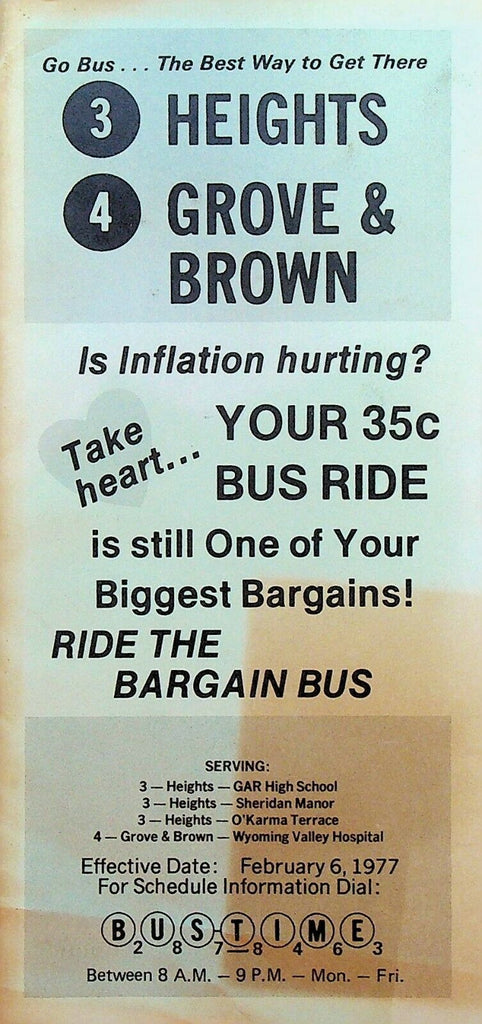 Go Bus . . . The Best Way to Get There
3 HEIGHTS
4 GROVE &
BROWN
Is Inflation hurting?
Take
heart...
YOUR 35c
BUS RIDE
is still One of Your
Biggest Bargains!
RIDE THE
BARGAIN BUS
SERVING:
3 — Heights — GAR High School
3 — Heights — Sheridan Manor
3 — Heights — O'Karma Terrace
4 — Grove & Brown — Wyoming Valley Hospital
Effective Date: February 6, 1977
For Schedule Information Dial:
BUS-TIME
287-8463
Between 8 A.M. – 9 P.M. – Mon. – Fri.